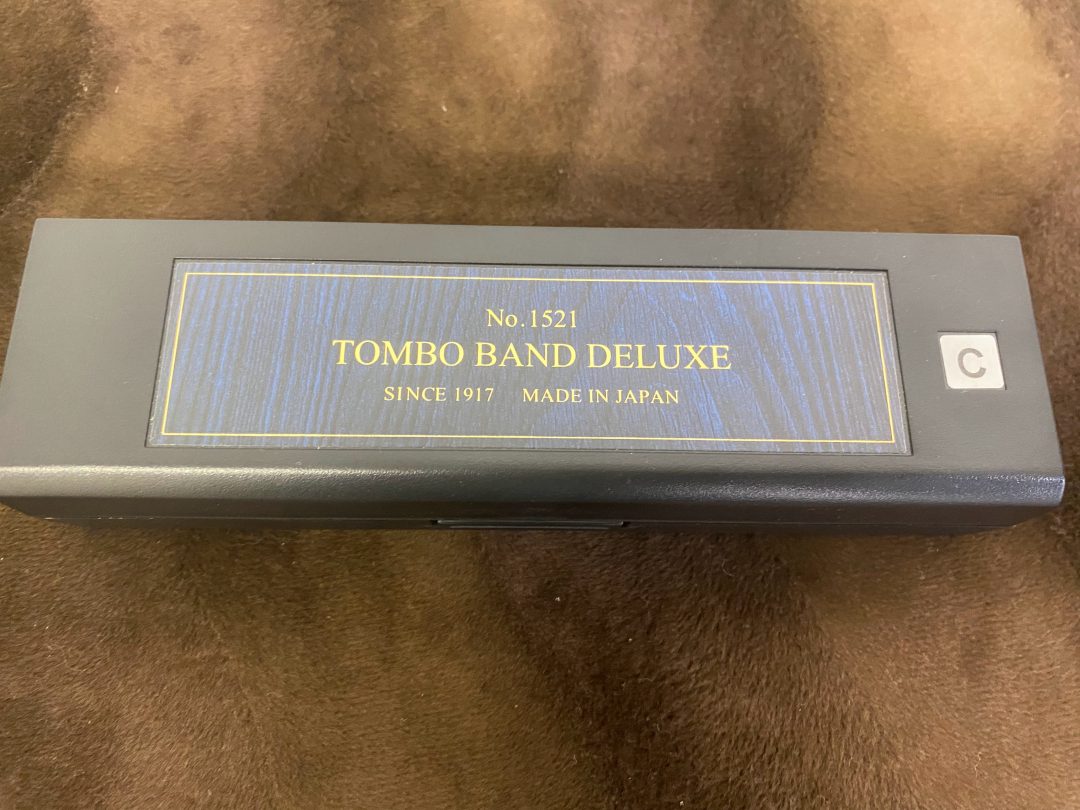 No.1521
TOMBO BAND DELUXE
SINCE 1917 MADE IN JAPAN
C